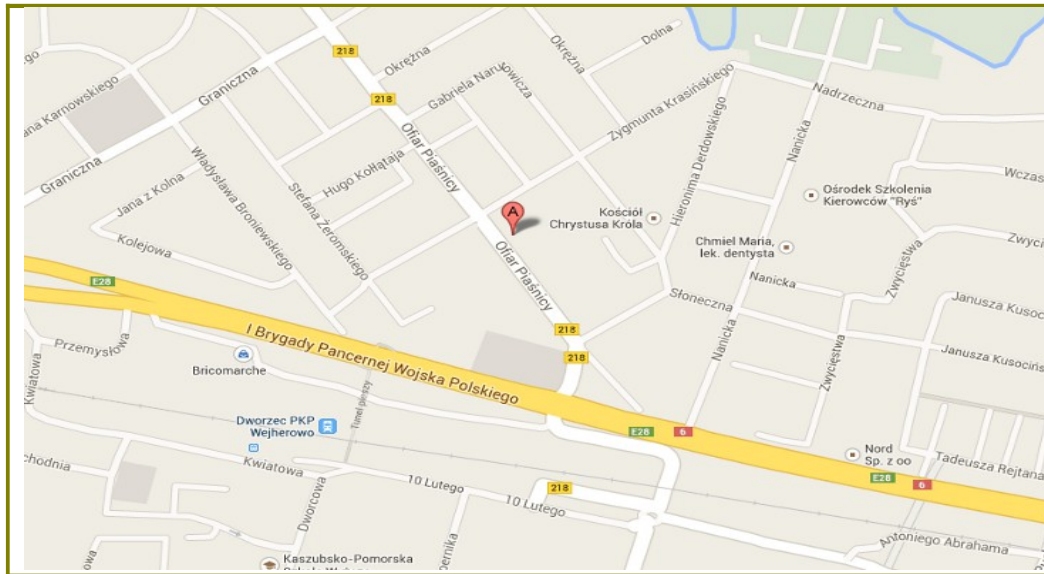 218
Okrężna
Dolna
Okrężna
Graniczna
218
Gabriela Narutowicza
Zygmunta Krasińskiego
Nadrzeczna
Karnowskiego
Ofiar Piaśnicy
Hieronima Derdowskiego
Nanicka
Graniczna
Władysława Broniewskiego
Hugo Kołłątaja
Stefana Żeromskiego
Jana z Kolna
A
Kościół
Chrystusa Króla
Ośrodek Szkolenia
Kierowców "Ryś"
Wczas
Kolejowa
Ofiar Piaśnicy
Chmiel Maria,
lek. dentysta
Zwycięstwa
Zwycię
E28
Nanicka
Słoneczna
Janusza Kusoc
I Brygady Pancernej Wojska Polskiego
218
218
Nanicka
Zwycięstwa
Janusza Kusocińs
Przemysłowa
Kwiatowa
Bricomarche
Tunel pieszy
Dworzec PKP
Wejherowo
E28
6
Nord
Sp. z oo
Tadeusza Rejtana
chodnia
Kwiatowa
10 Lutego
10 Lutego
218
E28
6
Dworcowa
Antoniego Abrahama
Kaszubsko-Pomorska